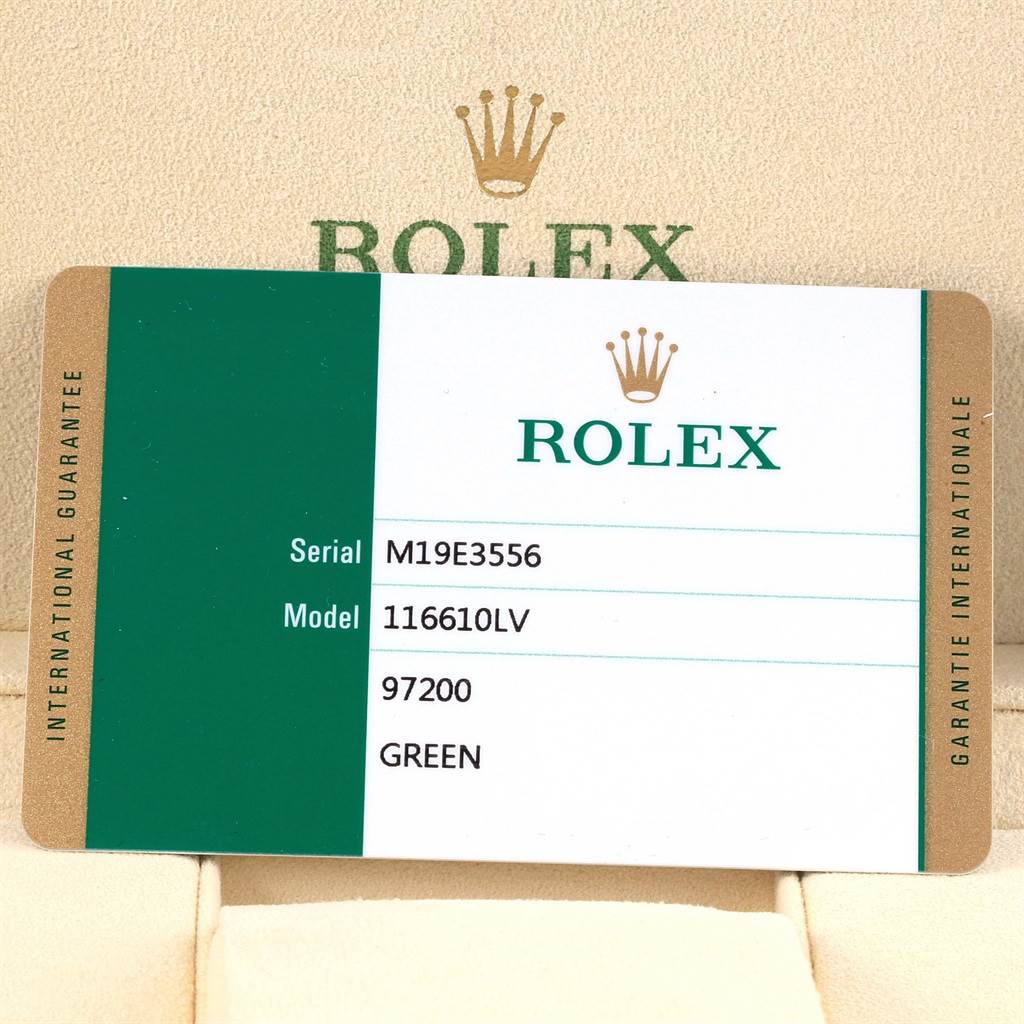 ROLEX
ROLEX
INTERNATIONAL GUARANTEE
Serial M19E3556
Model 116610LV
97200
GREEN
GARANTIE INTERNATIONALE